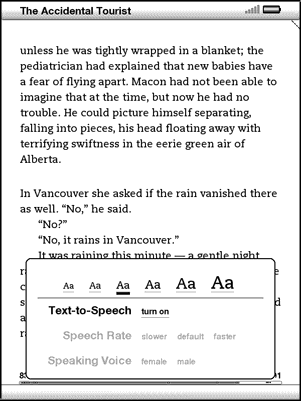 The Accidental Tourist
unless he was tightly wrapped in a blanket; the
pediatrician had explained that new babies have
a fear of flying apart. Macon had not been able to
imagine that at the time, but now he had no
trouble. He could picture himself separating,
falling into pieces, his head floating away with
terrifying swiftness in the eerie green air of
Alberta.
In Vancouver she asked if the rain vanished there
as well. “No,” he said.
“No?”
“No, it rains in Vancouver.”
It was raining this minute — a gentle night
Aa Aa Aa Aa Aa Aa
Text-to-Speech turn on
Speech Rate slower default faster
Speaking Voice female male